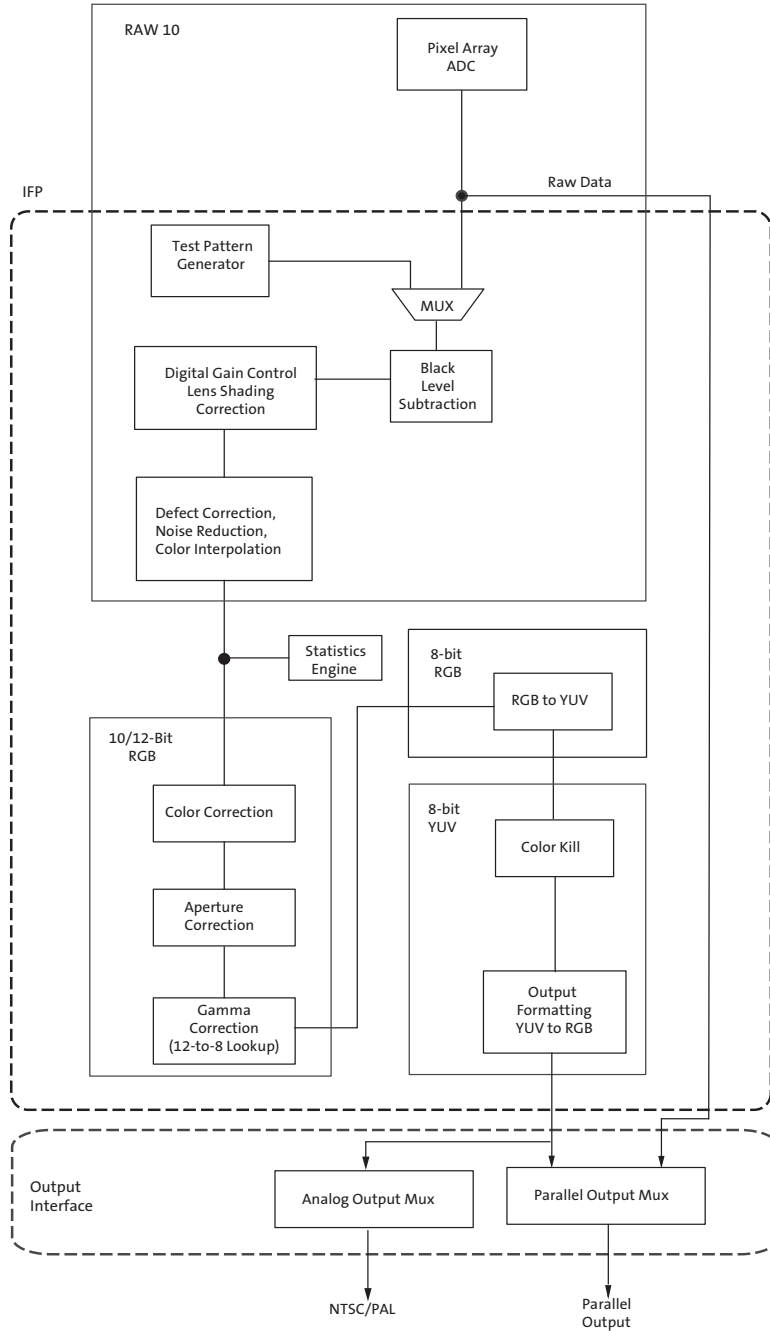 RAW 10
Pixel Array
ADC
IFP
Raw Data
Test Pattern
Generator
MUX
Digital Gain Control
Lens Shading
Correction
Black
Level
Subtraction
Defect Correction,
Noise Reduction,
Color Interpolation
Statistics
Engine
8-bit
RGB
RGB to YUV
10/12-Bit
RGB
Color Correction
8-bit
YUV
Color Kill
Aperture
Correction
Output
Formatting
YUV to RGB
Gamma
Correction
(12-to-8 Lookup)
Output
Interface
Analog Output Mux
Parallel Output Mux
NTSC/PAL
Parallel
Output